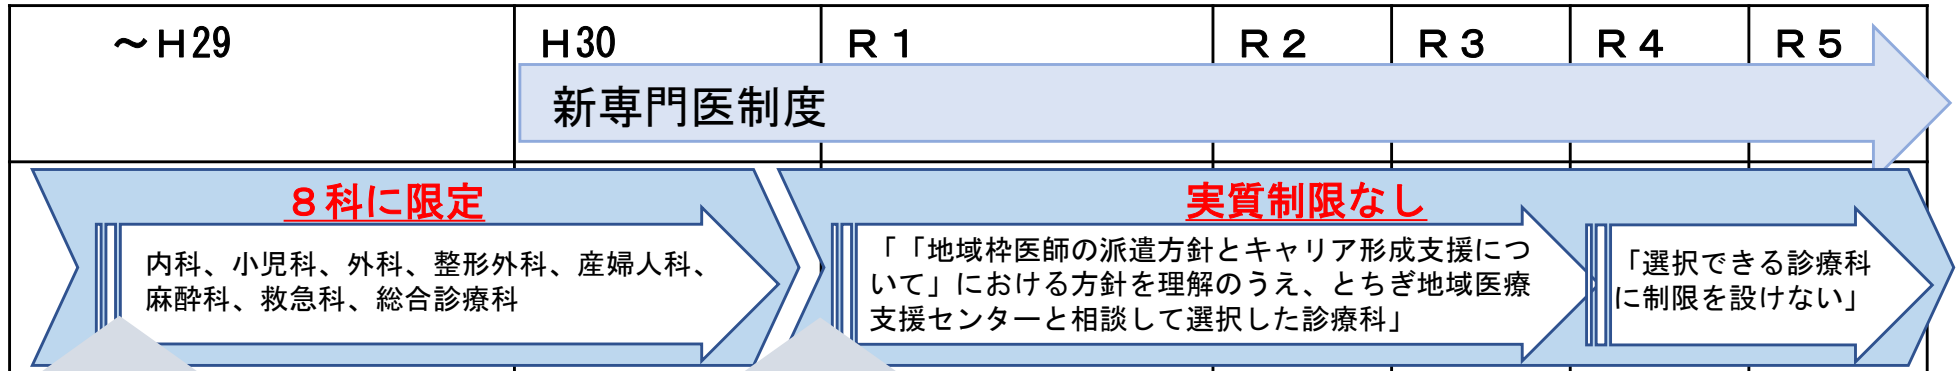 ～H29
H30
R1
R2
R3
R4
R5
新専門医制度
８科に限定
実質制限なし
内科、小児科、外科、整形外科、産婦人科、
麻酔科、救急科、総合診療科
「「地域枠医師の派遣方針とキャリア形成支援につ
いて」における方針を理解のうえ、とちぎ地域医療
支援センターと相談して選択した診療科」
「選択できる診療科
に制限を設けない」